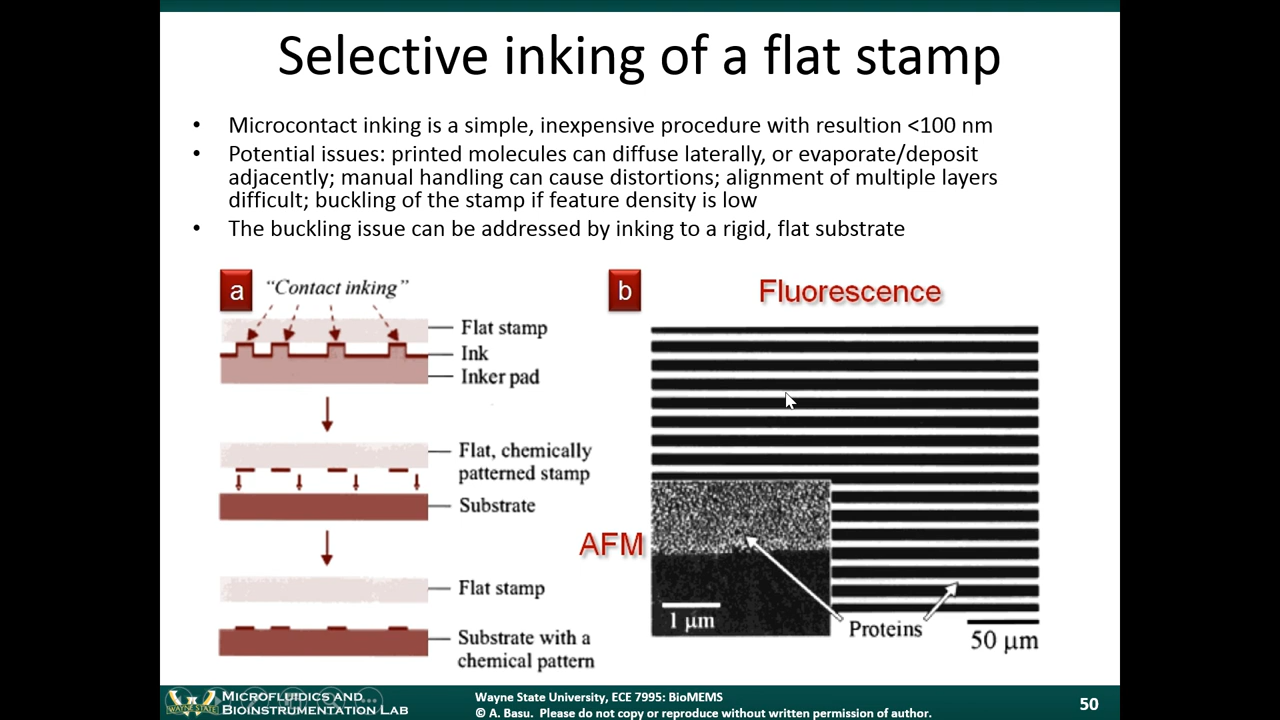 Selective inking of a flat stamp
• Microcontact inking is a simple, inexpensive procedure with resultion <100 nm
• Potential issues: printed molecules can diffuse laterally, or evaporate/deposit
adjacently; manual handling can cause distortions; alignment of multiple layers
difficult; buckling of the stamp if feature density is low
• The buckling issue can be addressed by inking to a rigid, flat substrate
a
"Contact inking"
Flat stamp
Ink
Inker pad
Flat, chemically
patterned stamp
Substrate
Flat stamp
Substrate with a
chemical pattern
b
Fluorescence
AFM
1 μm
Proteins
50 μm
WAYNE STATE
MICROFLUIDICS AND
BIOINSTRUMENTATION LAB
Wayne State University, ECE 7995: BioMEMS
© A. Basu. Please do not copy or reproduce without written permission of author.
50